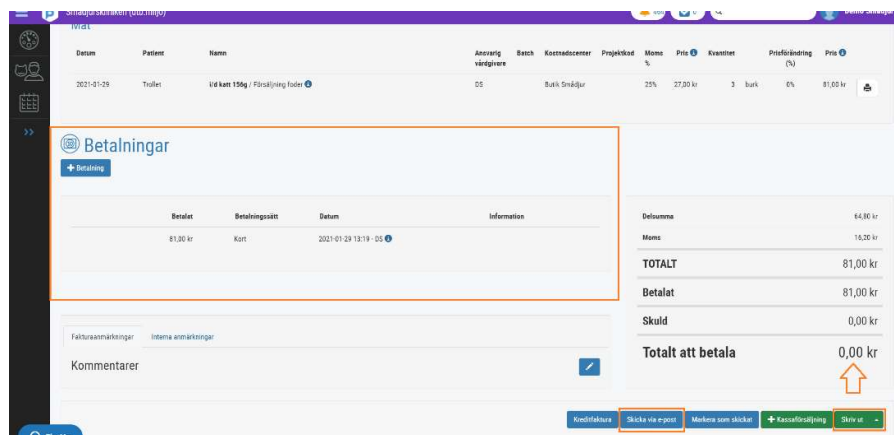 Smådjurskliniken (utb.miljö)
Mat
Datum Patient Namn Ansvarig vårdgivare Batch Kostnadscenter Projektkod Moms % Pris Kvantitet Prisförändring (%) Pris
2021-01-29 Trollet i/d katt 156g / Försäljning foder DS Butik Smådjur 25% 27,00 kr 3 burk 0% 81,00 kr
Betalningar
+ Betalning
Betalat Betalningssätt Datum Information
81,00 kr Kort 2021-01-29 13:19 - DS
Delsumma 64,80 kr
Moms 16,20 kr
TOTALT 81,00 kr
Betalat 81,00 kr
Skuld 0,00 kr
Totalt att betala 0,00 kr
Fakturaanmärkningar Interna anmärkningar
Kommentarer
Kreditfaktura Skicka via e-post Markera som skickat + Kassaförsäljning Skriv ut